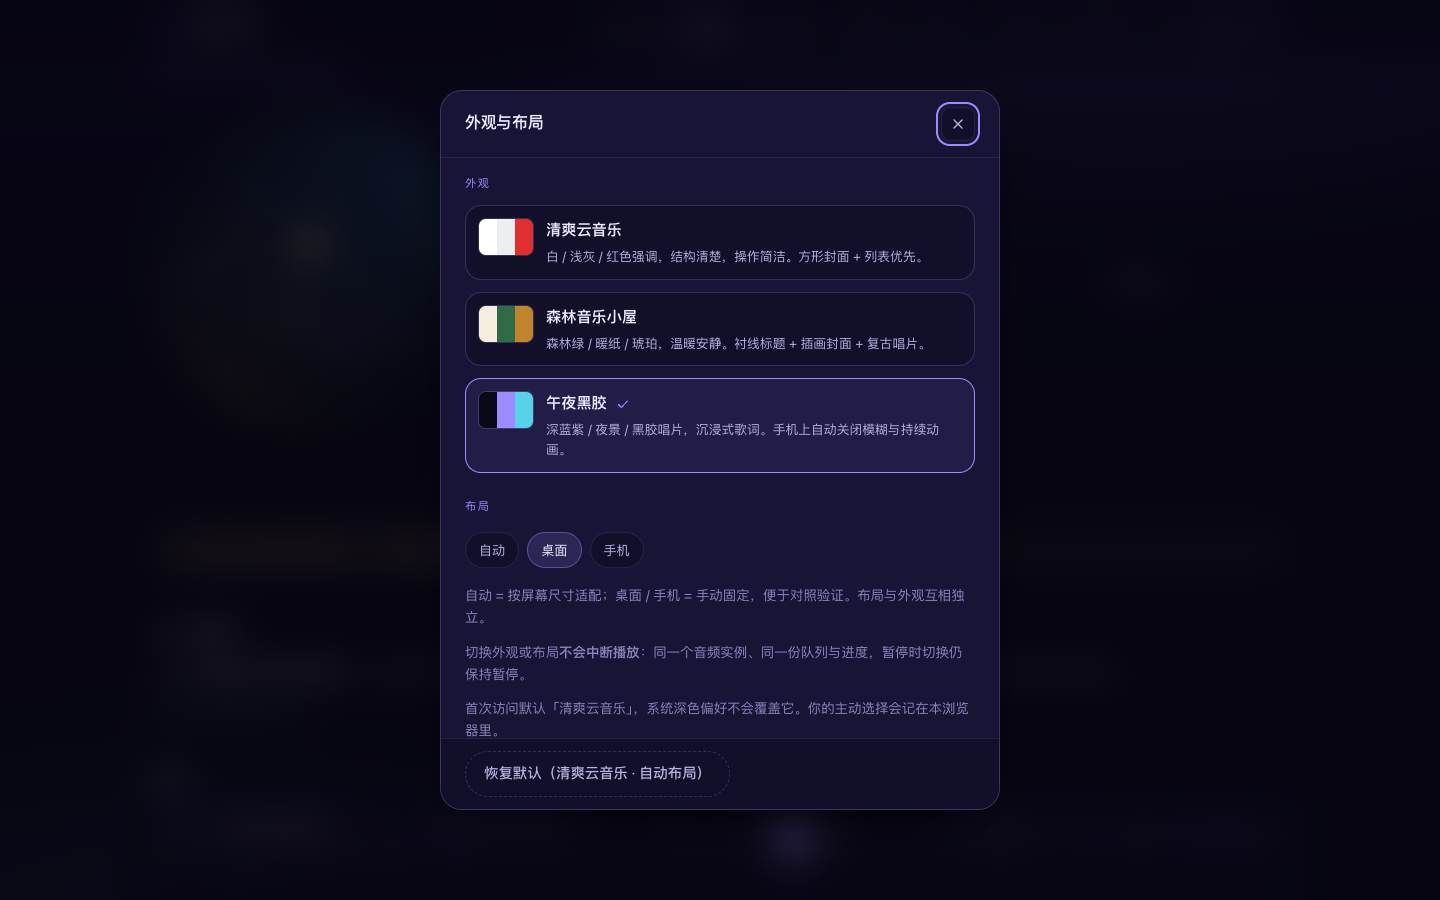 外观与布局
外观
清爽云音乐
白 / 浅灰 / 红色强调，结构清楚，操作简洁。方形封面 + 列表优先。
森林音乐小屋
森林绿 / 暖纸 / 琥珀，温暖安静。衬线标题 + 插画封面 + 复古唱片。
午夜黑胶
深蓝紫 / 夜景 / 黑胶唱片，沉浸式歌词。手机上自动关闭模糊与持续动
画。
布局
自动
桌面
手机
自动 = 按屏幕尺寸适配；桌面 / 手机 = 手动固定，便于对照验证。布局与外观互相独
立。
切换外观或布局不会中断播放：同一个音频实例、同一份队列与进度，暂停时切换仍
保持暂停。
首次访问默认「清爽云音乐」，系统深色偏好不会覆盖它。你的主动选择会记在本浏览
器里。
恢复默认（清爽云音乐 · 自动布局）